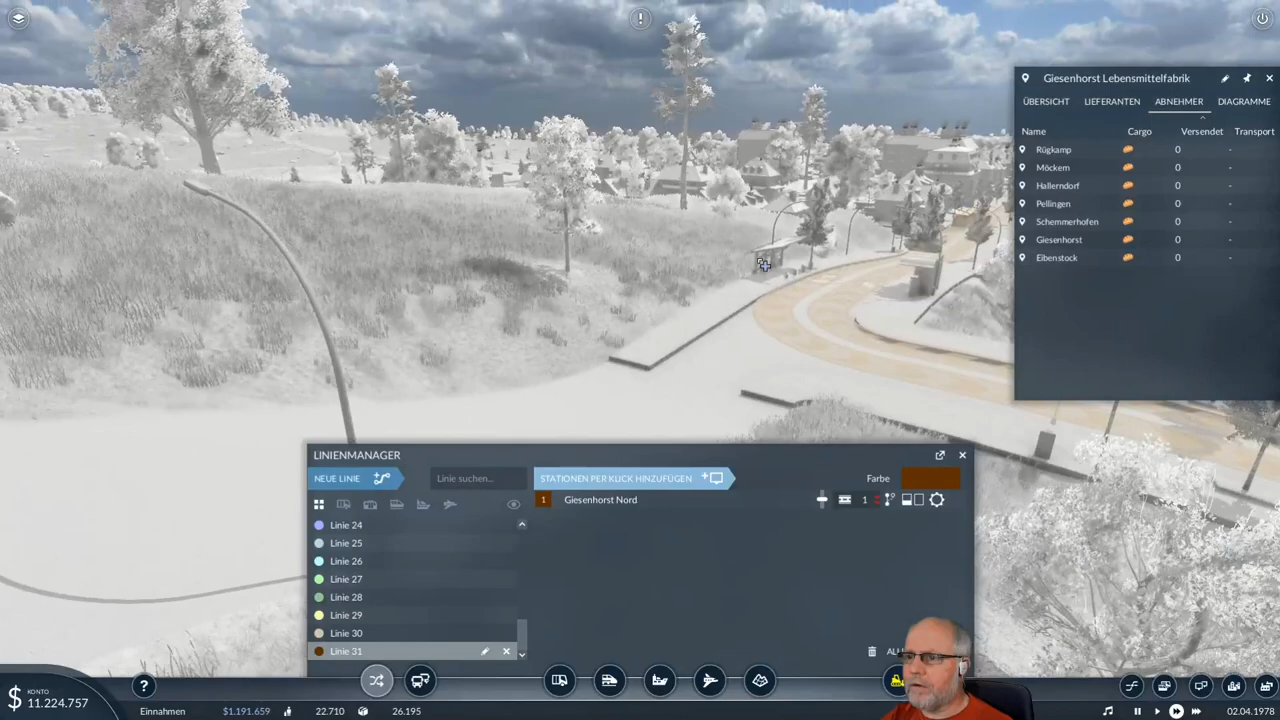 Giesenhorst Lebensmittelfabrik
ÜBERSICHT LIEFERANTEN ABNEHMER DIAGRAMME
Name Cargo Versendet Transport
Rügkamp 0 -
Möckern 0 -
Hallerndorf 0 -
Pellingen 0 -
Schemmerhofen 0 -
Giesenhorst 0 -
Eibenstock 0 -
LINIENMANAGER
NEUE LINIE Linie suchen... STATIONEN PER KLICK HINZUFÜGEN Farbe
1 Giesenhorst Nord 1
Linie 24
Linie 25
Linie 26
Linie 27
Linie 28
Linie 29
Linie 30
Linie 31
$ KONTO
11.224.757
?
Einnahmen $1.191.659 22.710 26.195 02.04.1978